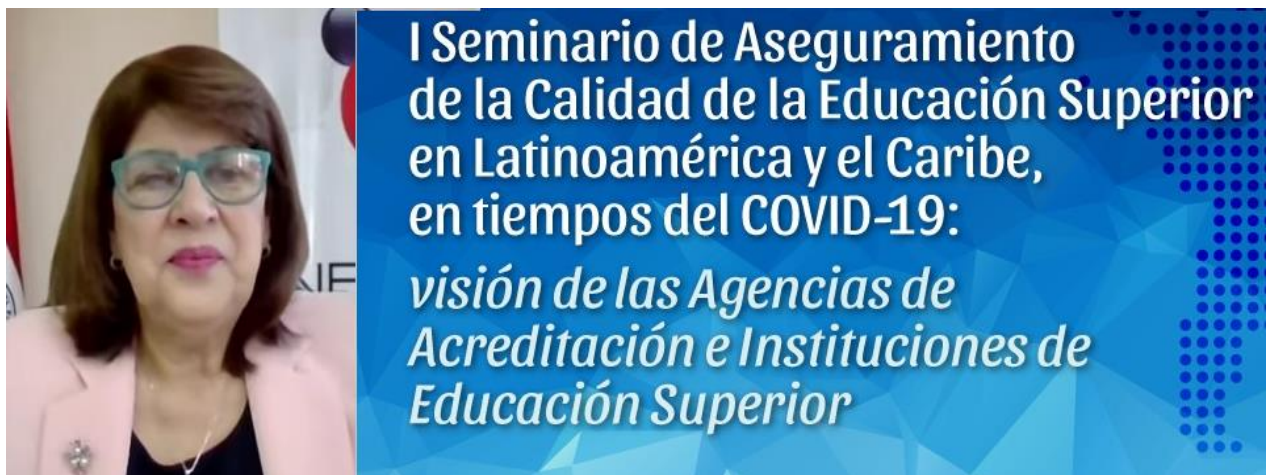 I Seminario de Aseguramiento
de la Calidad de la Educación Superior
en Latinoamérica y el Caribe,
en tiempos del COVID-19:
visión de las Agencias de
Acreditación e Instituciones de
Educación Superior